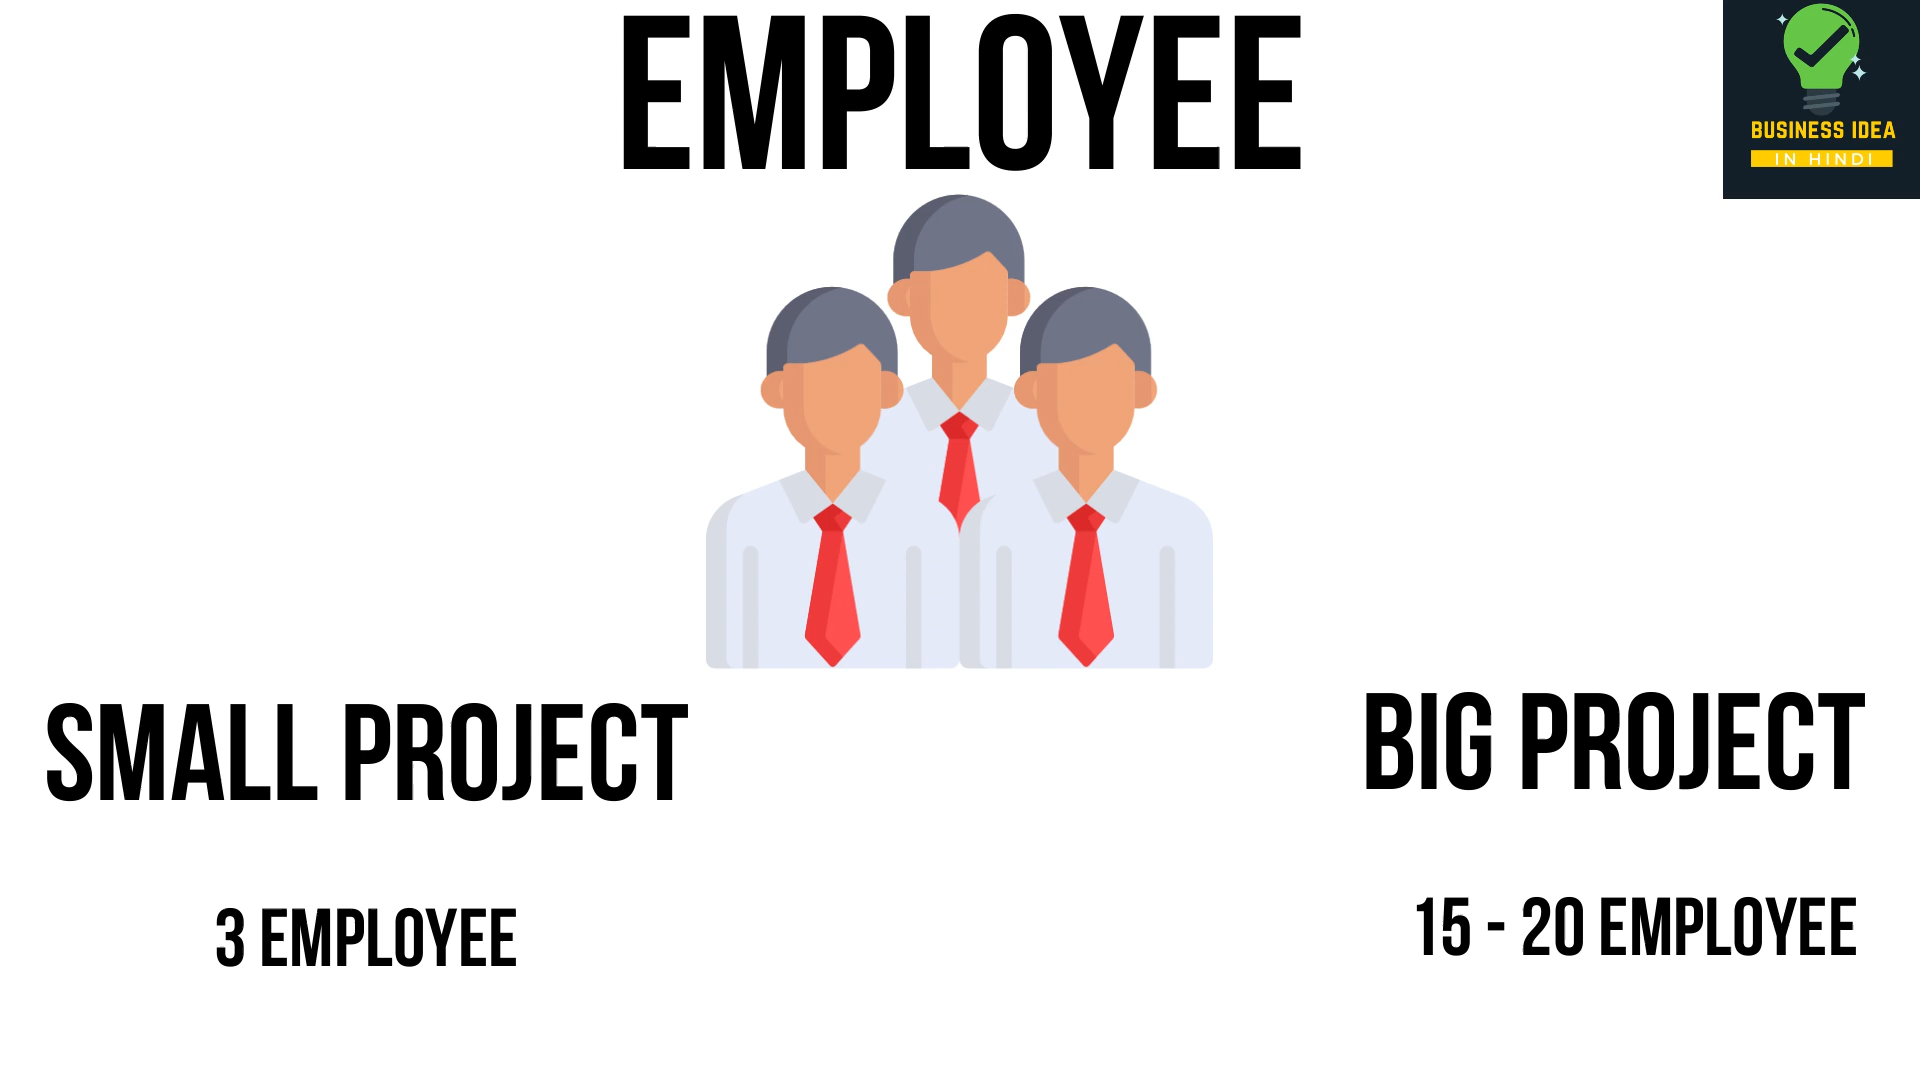 EMPLOYEE
BUSINESS IDEA
IN HINDI
SMALL PROJECT
BIG PROJECT
3 EMPLOYEE
15 - 20 EMPLOYEE